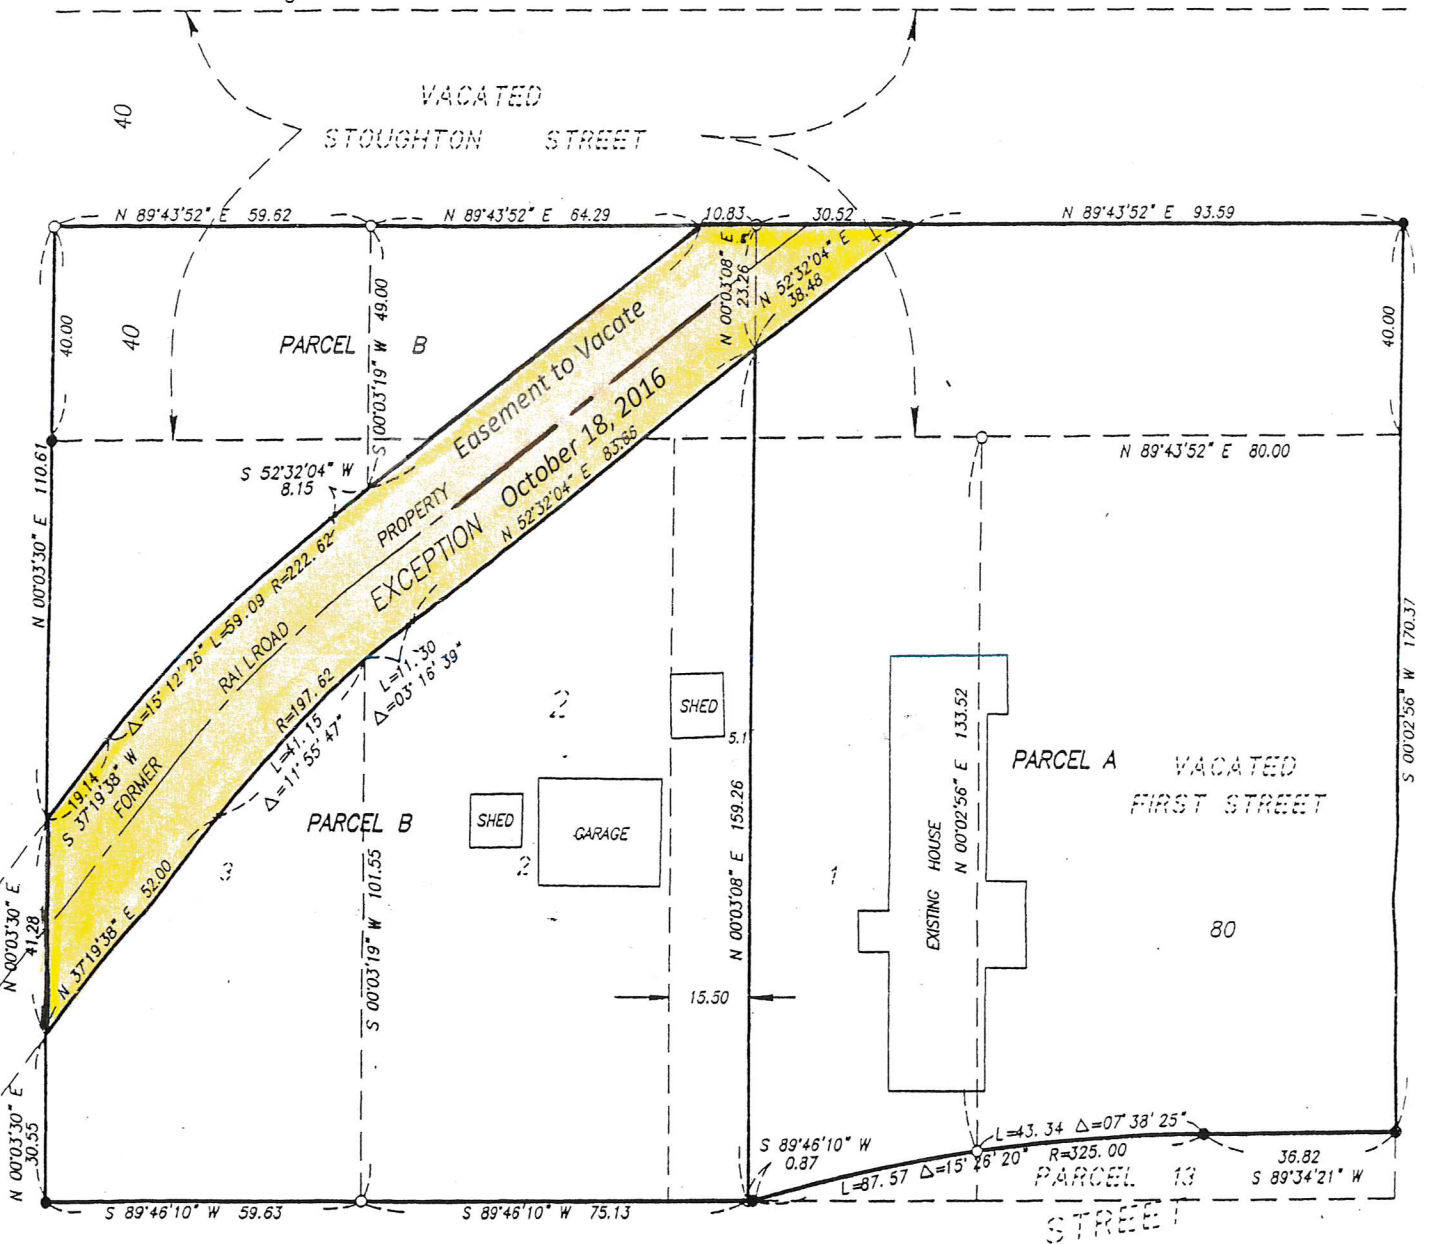 VACATED
STOUGHTON STREET
40
N 89°43'52" E 59.62
N 89°43'52" E 64.29
10.83
30.52
N 89°43'52" E 93.59
40.00
40
PARCEL B
S 00°03'19" W 49.00
N 00°03'08" E
23.26
N 52°32'04" E
38.48
40.00
Easement to Vacate
October 18, 2016
N 00°03'30" E 110.61
S 52°32'04" W
8.15
PROPERTY
EXCEPTION
N 52°32'04" E 83.66
N 89°43'52" E 80.00
Δ=15°12'26" L=59.09 R=222.62
RAILROAD
FORMER
19.14
S 37°19'38" W
R=197.62
L=41.15
Δ=11°55'47"
L=11.30
Δ=03°16'39"
2
SHED
5.1
S 00°02'56" W 170.37
N 00°02'56" E 133.52
PARCEL A
VACATED
FIRST STREET
PARCEL B
SHED
GARAGE
N 00°03'08" E 159.26
EXISTING HOUSE
N 37°19'38" E 52.00
3
S 00°03'19" W 101.55
2
1
80
N 00°03'30" E
41.28
15.50
N 00°03'30" E
30.55
S 89°46'10" W
0.87
L=43.34 Δ=07°38'25"
R=325.00
L=87.57 Δ=15°26'20"
36.82
S 89°34'21" W
PARCEL 13
STREET
S 89°46'10" W 59.63
S 89°46'10" W 75.13